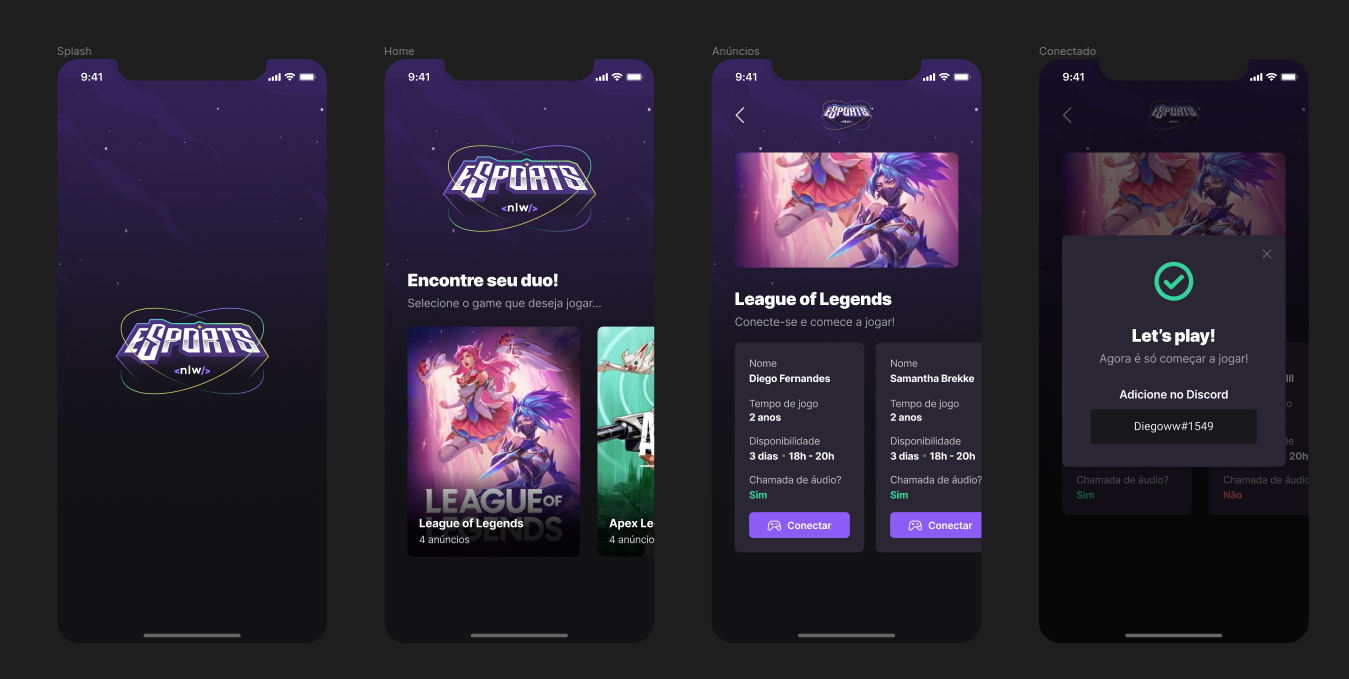 Splash
9:41
ESPORTS
<nlw/>
Home
9:41
ESPORTS
<nlw/>
Encontre seu duo!
Selecione o game que deseja jogar...
LEAGUE OF
LEGENDS
League of Legends
4 anúncios
A
Apex Le
4 anúncio
Anúncios
9:41
ESPORTS
<nlw/>
League of Legends
Conecte-se e comece a jogar!
Nome
Diego Fernandes
Tempo de jogo
2 anos
Disponibilidade
3 dias • 18h - 20h
Chamada de áudio?
Sim
Conectar
Nome
Samantha Brekke
Tempo de jogo
2 anos
Disponibilidade
3 dias • 18h - 20h
Chamada de áudio?
Sim
Conectar
Conectado
9:41
ESPORTS
<nlw/>
Let's play!
Agora é só começar a jogar!
Adicione no Discord
Diegoww#1549
Chamada de áudio?
Sim
20h
Chamada de áudio
Não